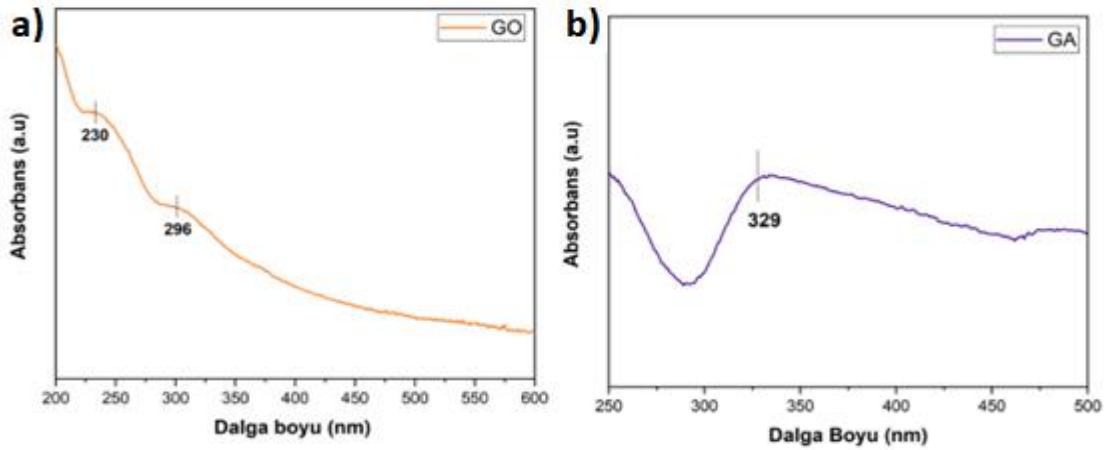 a)
GO
Absorbans (a.u)
230
296
200 250 300 350 400 450 500 550 600
Dalga boyu (nm)
b)
GA
Absorbans (a.u)
329
250 300 350 400 450 500
Dalga Boyu (nm)